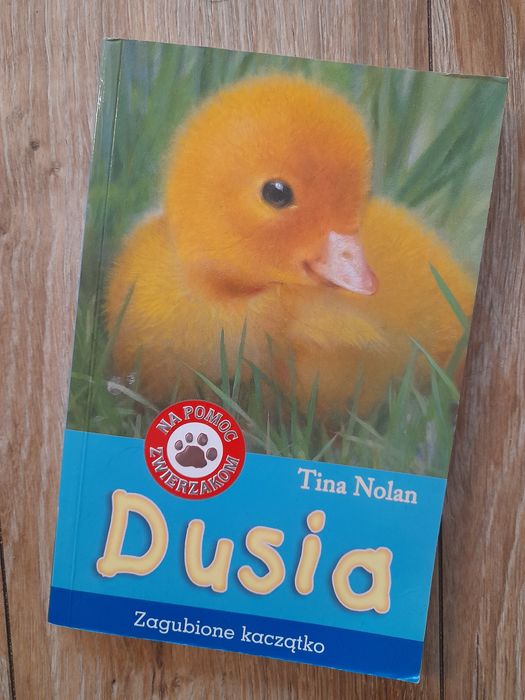 NA POMOC
ZWIERZAKOM
Tina Nolan
Dusia
Zagubione kaczątko